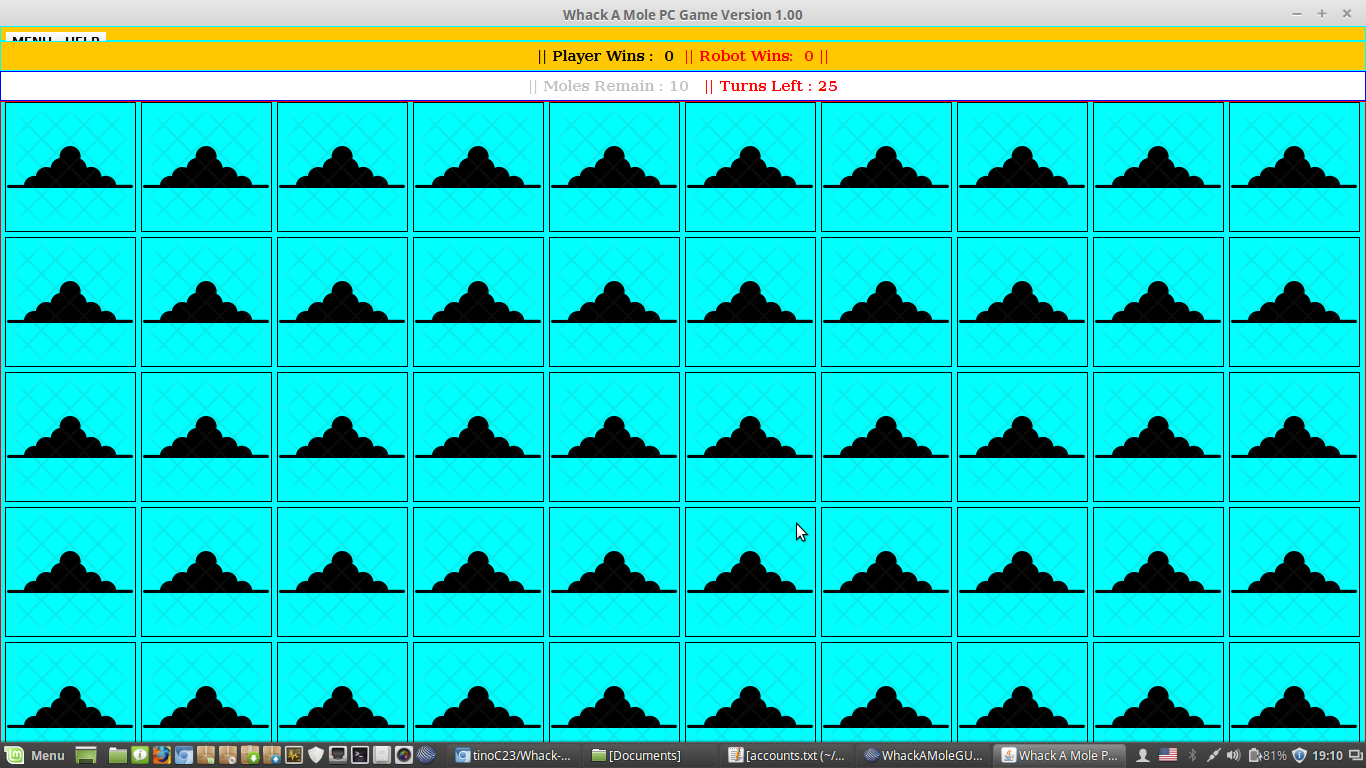 Whack A Mole PC Game Version 1.00
MENU HELP
|| Player Wins : 0 || Robot Wins: 0 ||
|| Moles Remain : 10 || Turns Left : 25
Menu tinoC23/Whack-... [Documents] [accounts.txt (~/... WhackAMoleGU... Whack A Mole P... 81% 19:10